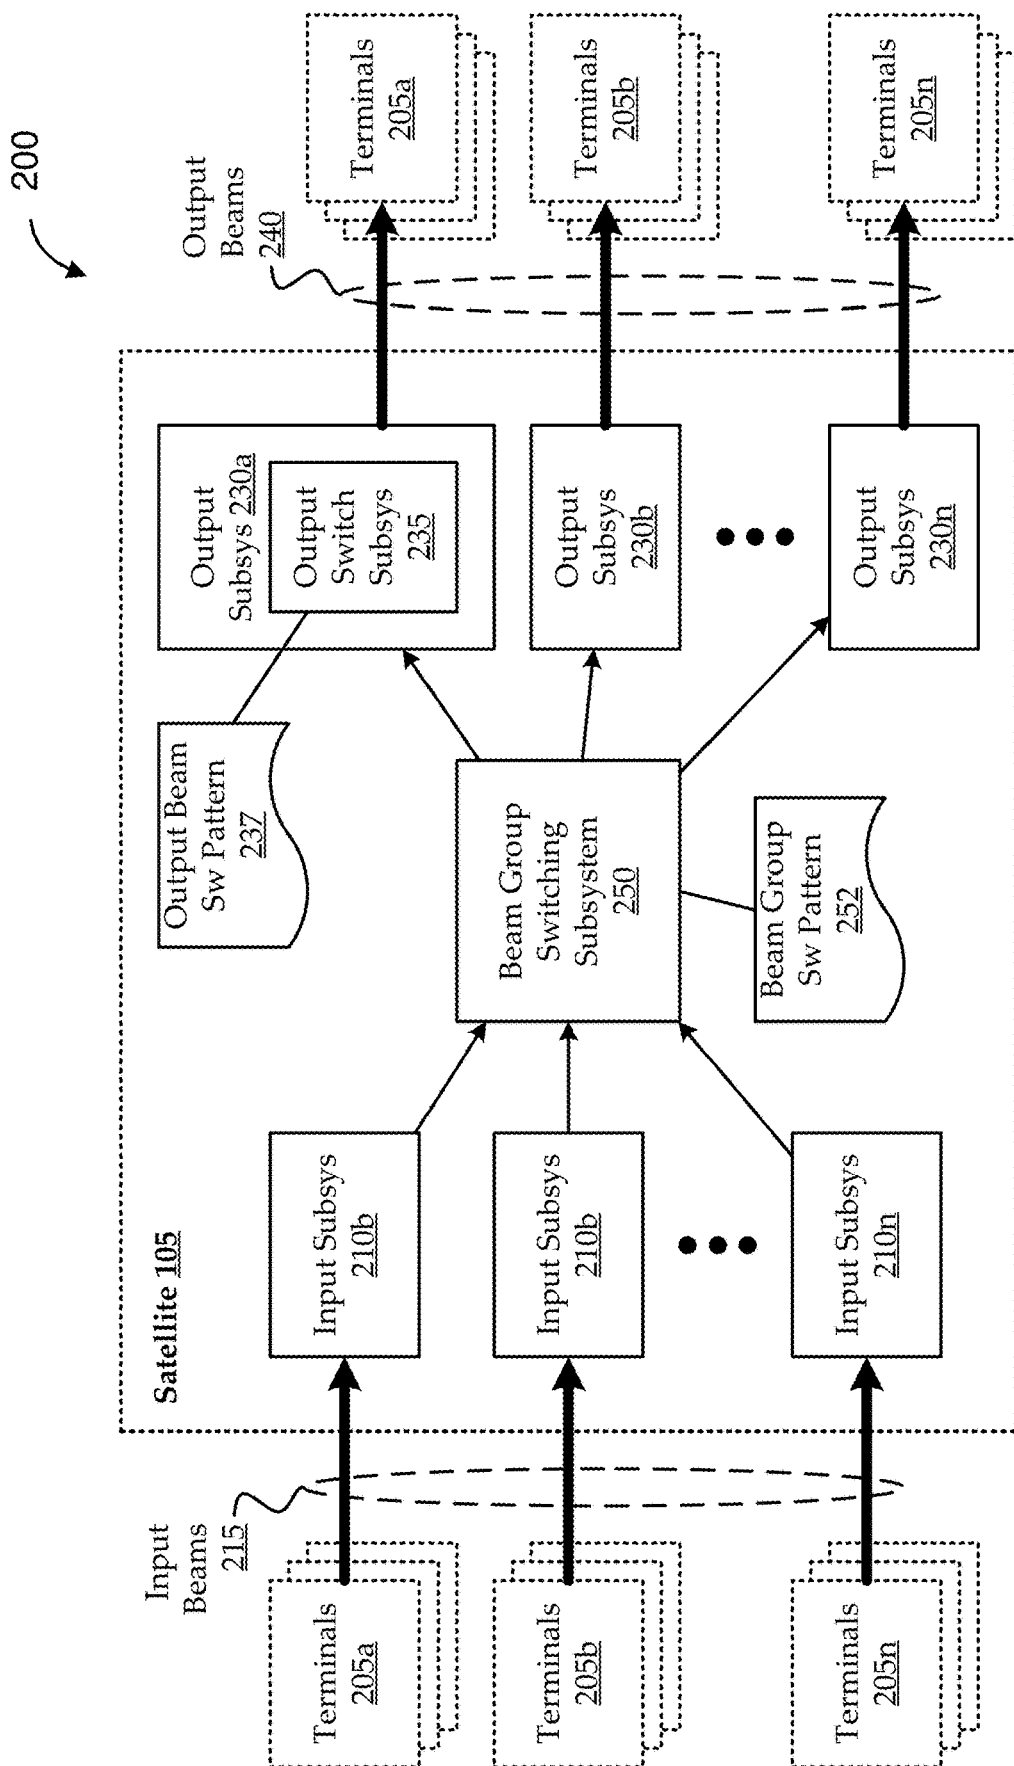 200
Input
Beams
215
Output
Beams
240
Satellite 105
Terminals
205a
Input Subsys
210b
Output Beam
Sw Pattern
237
Output
Subsys 230a
Output
Switch
Subsys
235
Terminals
205a
Terminals
205b
Input Subsys
210b
Beam Group
Switching
Subsystem
250
Output
Subsys
230b
Terminals
205b
Terminals
205n
Input Subsys
210n
Beam Group
Sw Pattern
252
Output
Subsys
230n
Terminals
205n